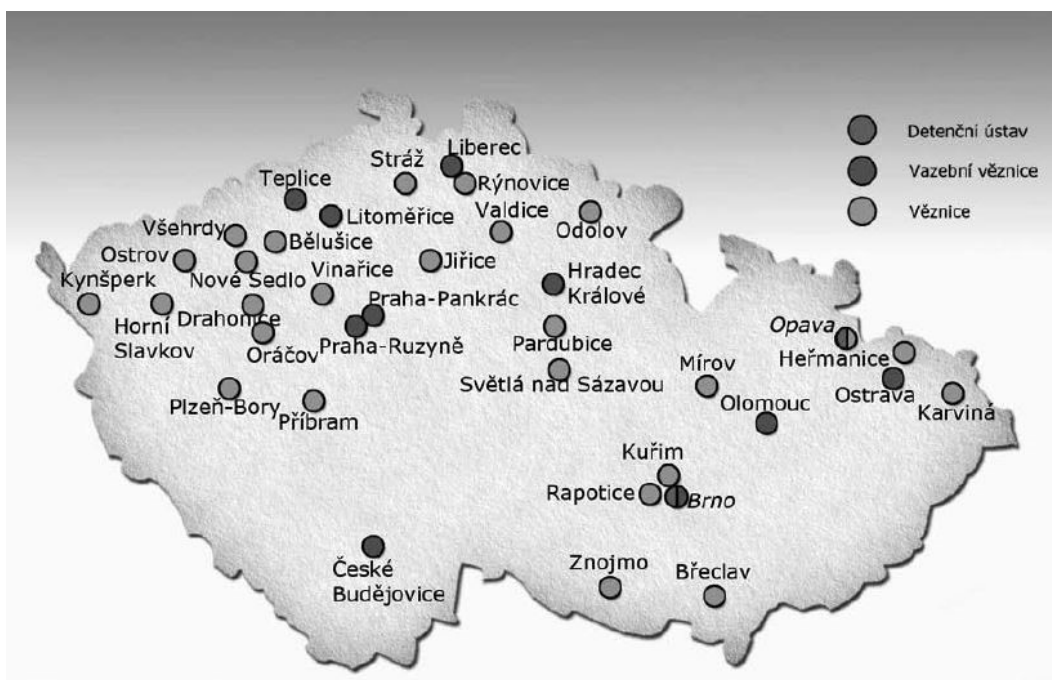 Detenční ústav
Vazební věznice
Věznice
Liberec
Stráž
Rýnovice
Teplice
Litoměřice
Valdice
Odolov
Všehrdy
Bělušice
Ostrov
Nové Sedlo
Vinařice
Jiřice
Kynšperk
Hradec
Králové
Horní
Slavkov
Drahonice
Praha-Pankrác
Oráčov
Praha-Ruzyně
Pardubice
Opava
Heřmanice
Světlá nad Sázavou
Mírov
Ostrava
Karviná
Plzeň-Bory
Příbram
Olomouc
Kuřim
Rapotice
Brno
České
Budějovice
Znojmo
Břeclav